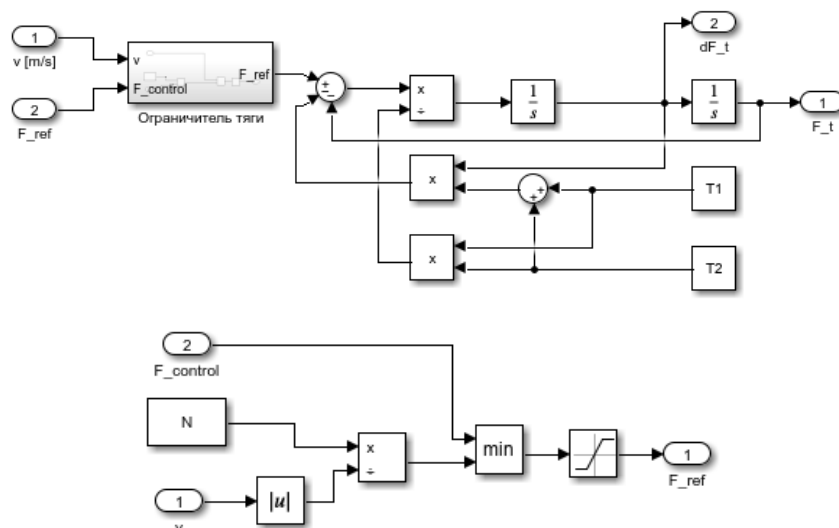 1
v [m/s]
2
F_ref
v
F_control
F_ref
Ограничитель тяги
+
-
-
x
÷
1
s
1
s
2
dF_t
1
F_t
x
+
+
T1
x
T2
2
F_control
N
x
÷
1
v
|u|
min
1
F_ref